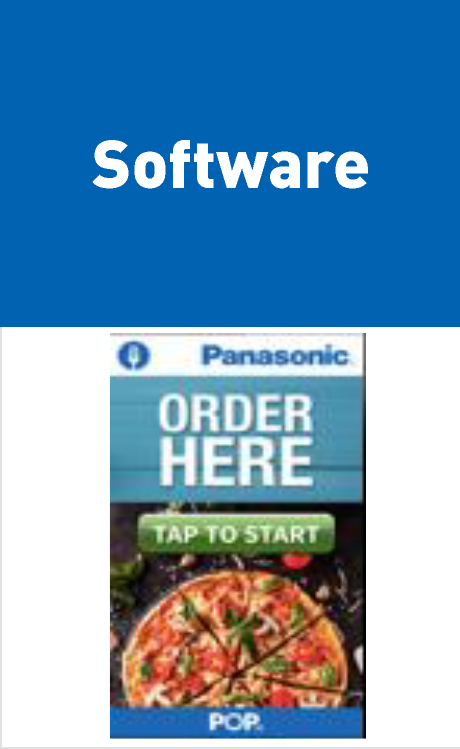 Software
Panasonic
ORDER
HERE
TAP TO START
POP.